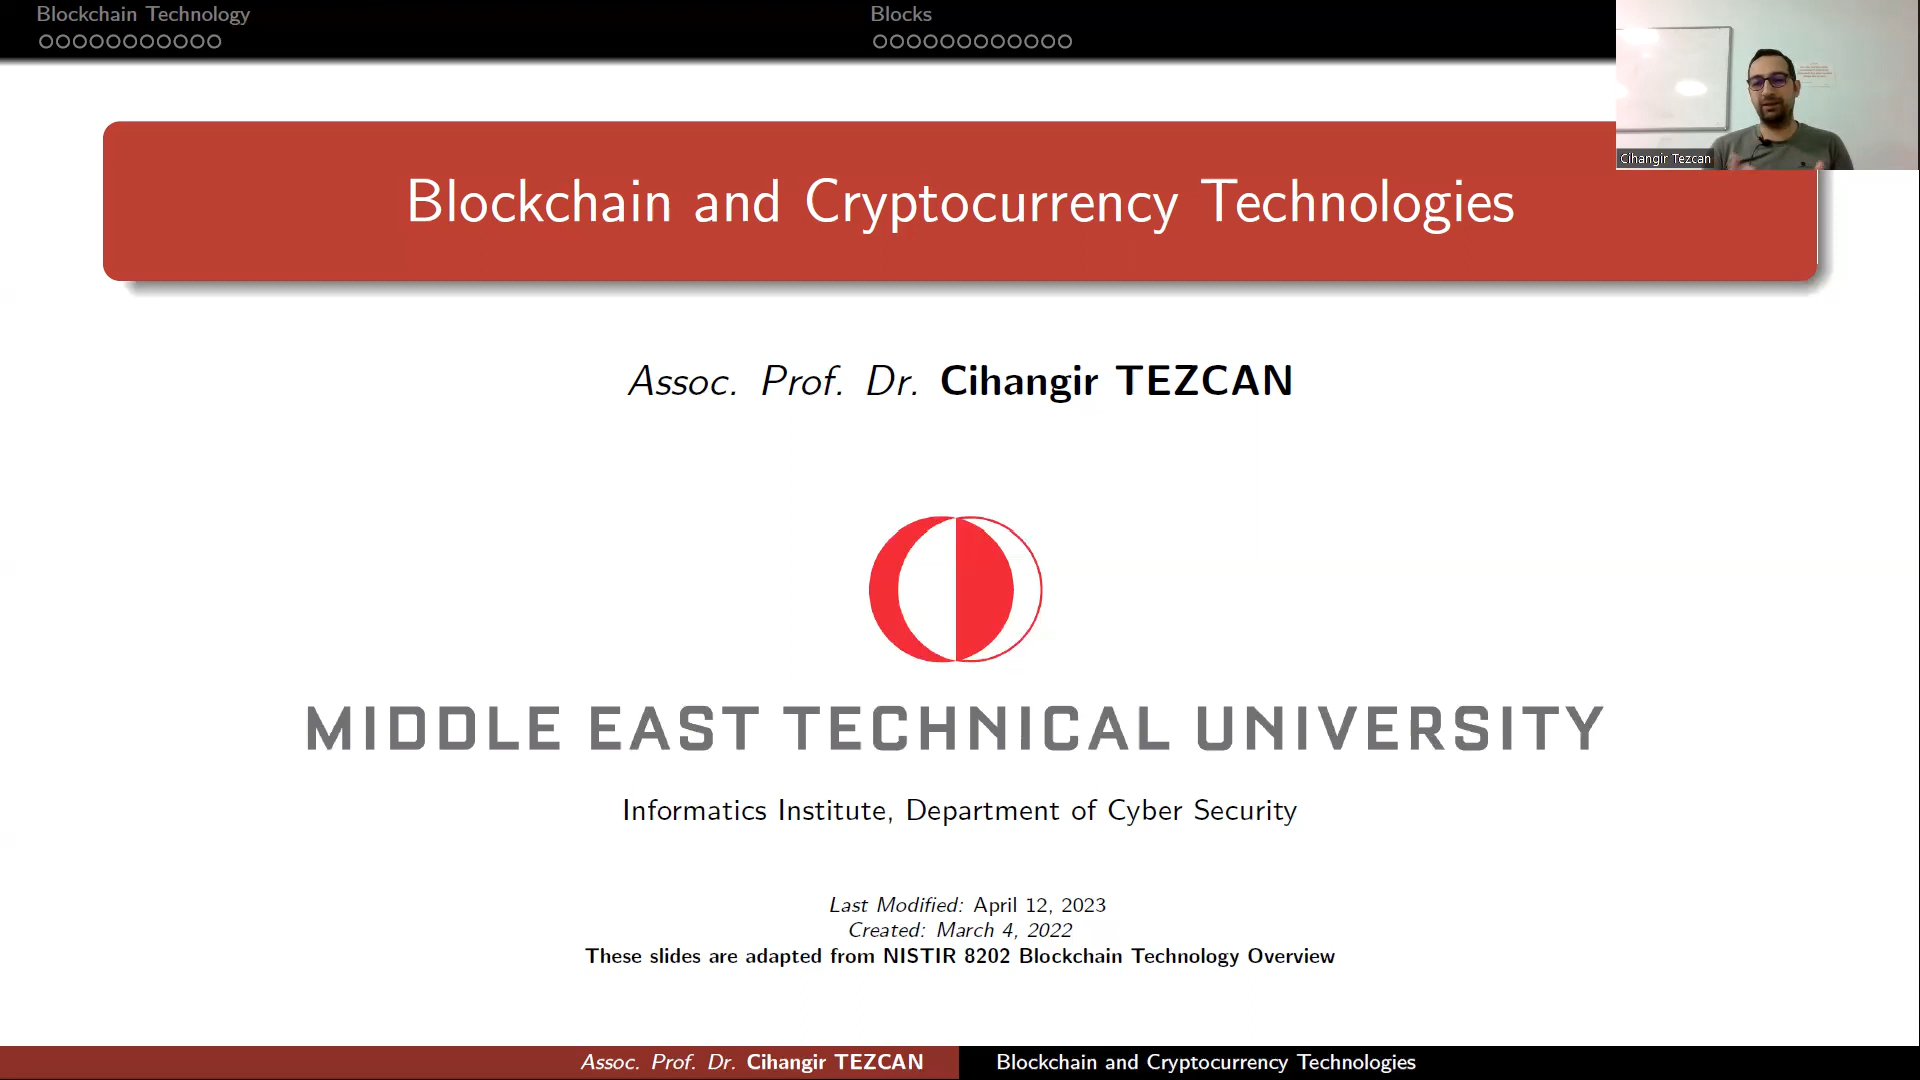 Blockchain Technology
Blocks
Cihangir Tezcan
Blockchain and Cryptocurrency Technologies
Assoc. Prof. Dr. Cihangir TEZCAN
MIDDLE EAST TECHNICAL UNIVERSITY
Informatics Institute, Department of Cyber Security
Last Modified: April 12, 2023
Created: March 4, 2022
These slides are adapted from NISTIR 8202 Blockchain Technology Overview
Assoc. Prof. Dr. Cihangir TEZCAN
Blockchain and Cryptocurrency Technologies